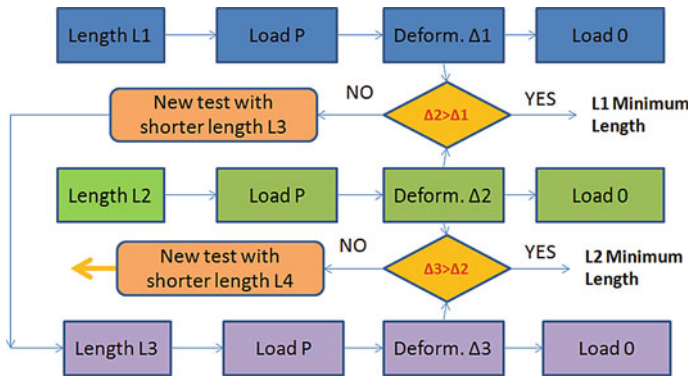 Length L1
Load P
Deform. Δ1
Load 0
NO
YES
New test with
shorter length L3
Δ2>Δ1
L1 Minimum
Length
Length L2
Load P
Deform. Δ2
Load 0
NO
YES
New test with
shorter length L4
Δ3>Δ2
L2 Minimum
Length
Length L3
Load P
Deform. Δ3
Load 0